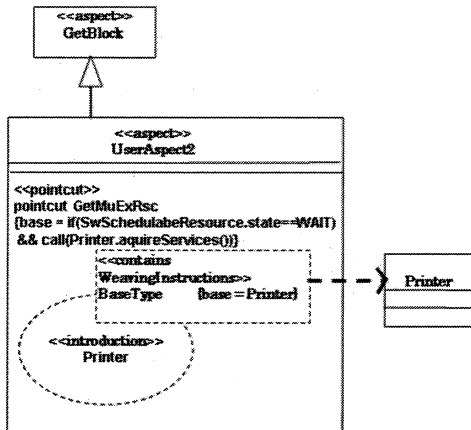 <<aspect>>
GetBlock
<<aspect>>
UserAspect2
<<pointcut>>
pointcut GetMuExRsc
{base = if(SwSchedulabeResource.state==WAIT)
&& call(Printer.aquireServices())}
<<contains
WeavingInstructions>>
BaseType {base=Printer}
Printer
<<introduction>>
Printer